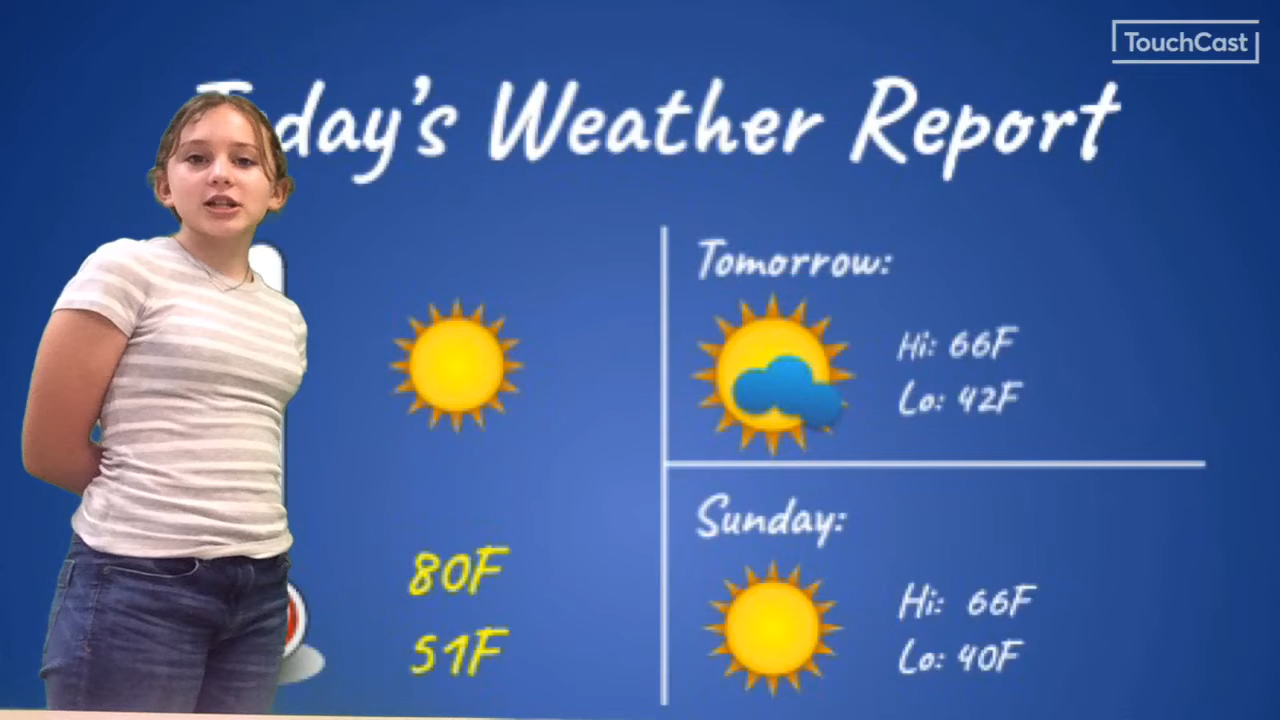 TouchCast
day's Weather Report
80F
51F
Tomorrow:
Hi: 66F
Lo: 42F
Sunday:
Hi: 66F
Lo: 40F